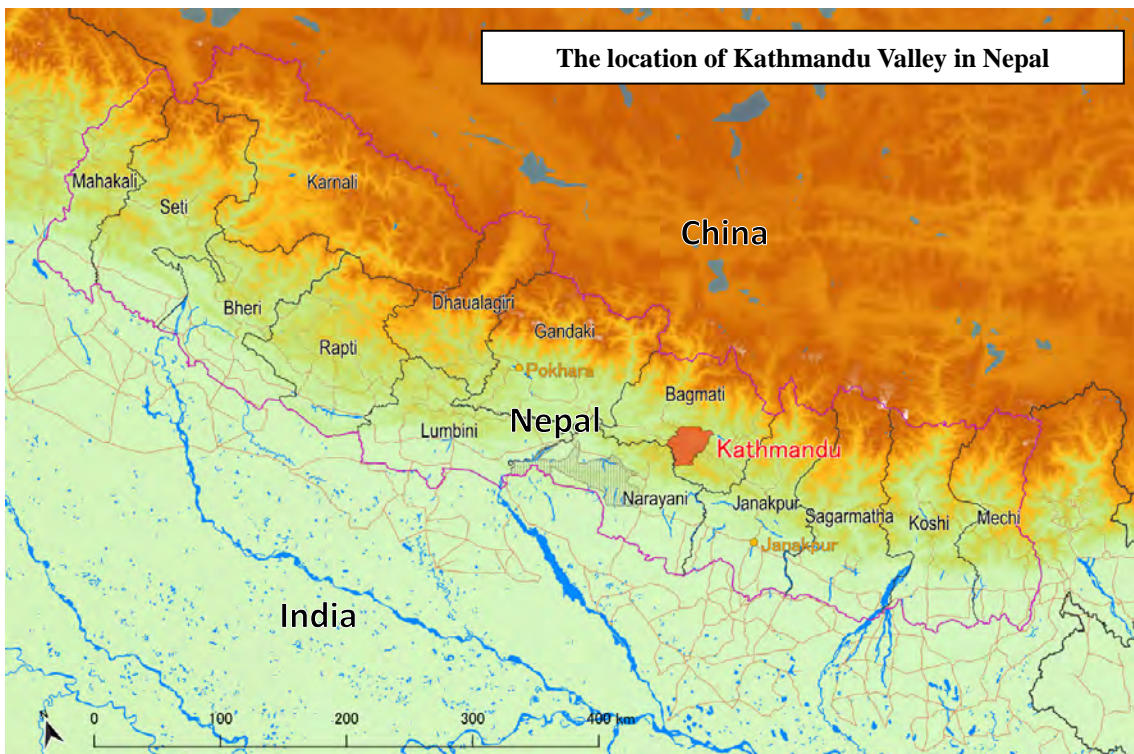 The location of Kathmandu Valley in Nepal
Mahakali
Karnali
Seti
China
Bheri
Dhaualagiri
Gandaki
Rapti
Pokhara
Bagmati
Nepal
Lumbini
Kathmandu
Narayani
Janakpur
Sagarmatha
Koshi
Mechi
Janakpur
India
N
0 100 200 300 400 km